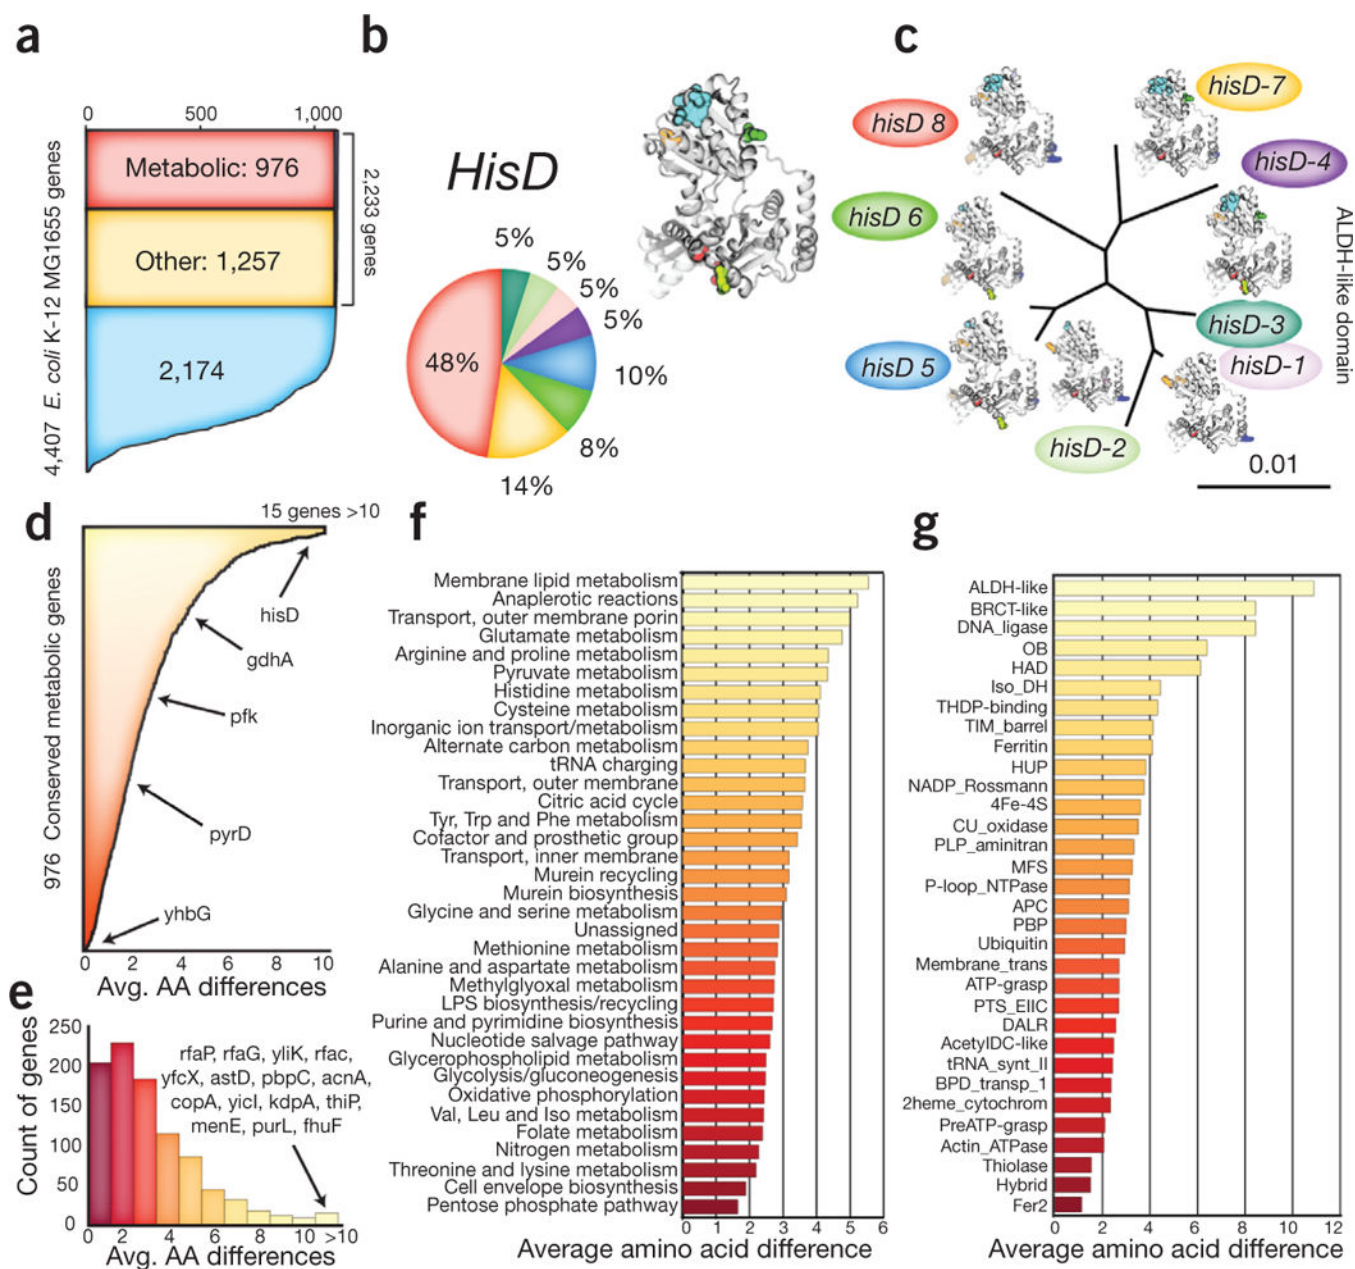 a
0 500 1,000
4,407 E. coli K-12 MG1655 genes
Metabolic: 976
Other: 1,257
2,174
2,233 genes
b
HisD
5%
5%
5%
5%
10%
8%
14%
48%
c
hisD 8
hisD-7
hisD-4
hisD 6
hisD-3
hisD-1
hisD 5
hisD-2
ALDH-like domain
0.01
d
15 genes >10
976 Conserved metabolic genes
hisD
gdhA
pfk
pyrD
yhbG
0 2 4 6 8 10
Avg. AA differences
e
Count of genes
250
200
150
100
50
0
rfaP, rfaG, yliK, rfac,
yfcX, astD, pbpC, acnA,
copA, yicI, kdpA, thiP,
menE, purL, fhuF
0 2 4 6 8 10 >10
Avg. AA differences
f
Membrane lipid metabolism
Anaplerotic reactions
Transport, outer membrane porin
Glutamate metabolism
Arginine and proline metabolism
Pyruvate metabolism
Histidine metabolism
Cysteine metabolism
Inorganic ion transport/metabolism
Alternate carbon metabolism
tRNA charging
Transport, outer membrane
Citric acid cycle
Tyr, Trp and Phe metabolism
Cofactor and prosthetic group
Transport, inner membrane
Murein recycling
Murein biosynthesis
Glycine and serine metabolism
Unassigned
Methionine metabolism
Alanine and aspartate metabolism
Methylglyoxal metabolism
LPS biosynthesis/recycling
Purine and pyrimidine biosynthesis
Nucleotide salvage pathway
Glycerophospholipid metabolism
Glycolysis/gluconeogenesis
Oxidative phosphorylation
Val, Leu and Iso metabolism
Folate metabolism
Nitrogen metabolism
Threonine and lysine metabolism
Cell envelope biosynthesis
Pentose phosphate pathway
0 1 2 3 4 5 6
Average amino acid difference
g
ALDH-like
BRCT-like
DNA_ligase
OB
HAD
Iso_DH
THDP-binding
TIM_barrel
Ferritin
HUP
NADP_Rossmann
4Fe-4S
CU_oxidase
PLP_aminitran
MFS
P-loop_NTPase
APC
PBP
Ubiquitin
Membrane_trans
ATP-grasp
PTS_EIIC
DALR
AcetylDC-like
tRNA_synt_II
BPD_transp_1
2heme_cytochrom
PreATP-grasp
Actin_ATPase
Thiolase
Hybrid
Fer2
0 2 4 6 8 10 12
Average amino acid difference